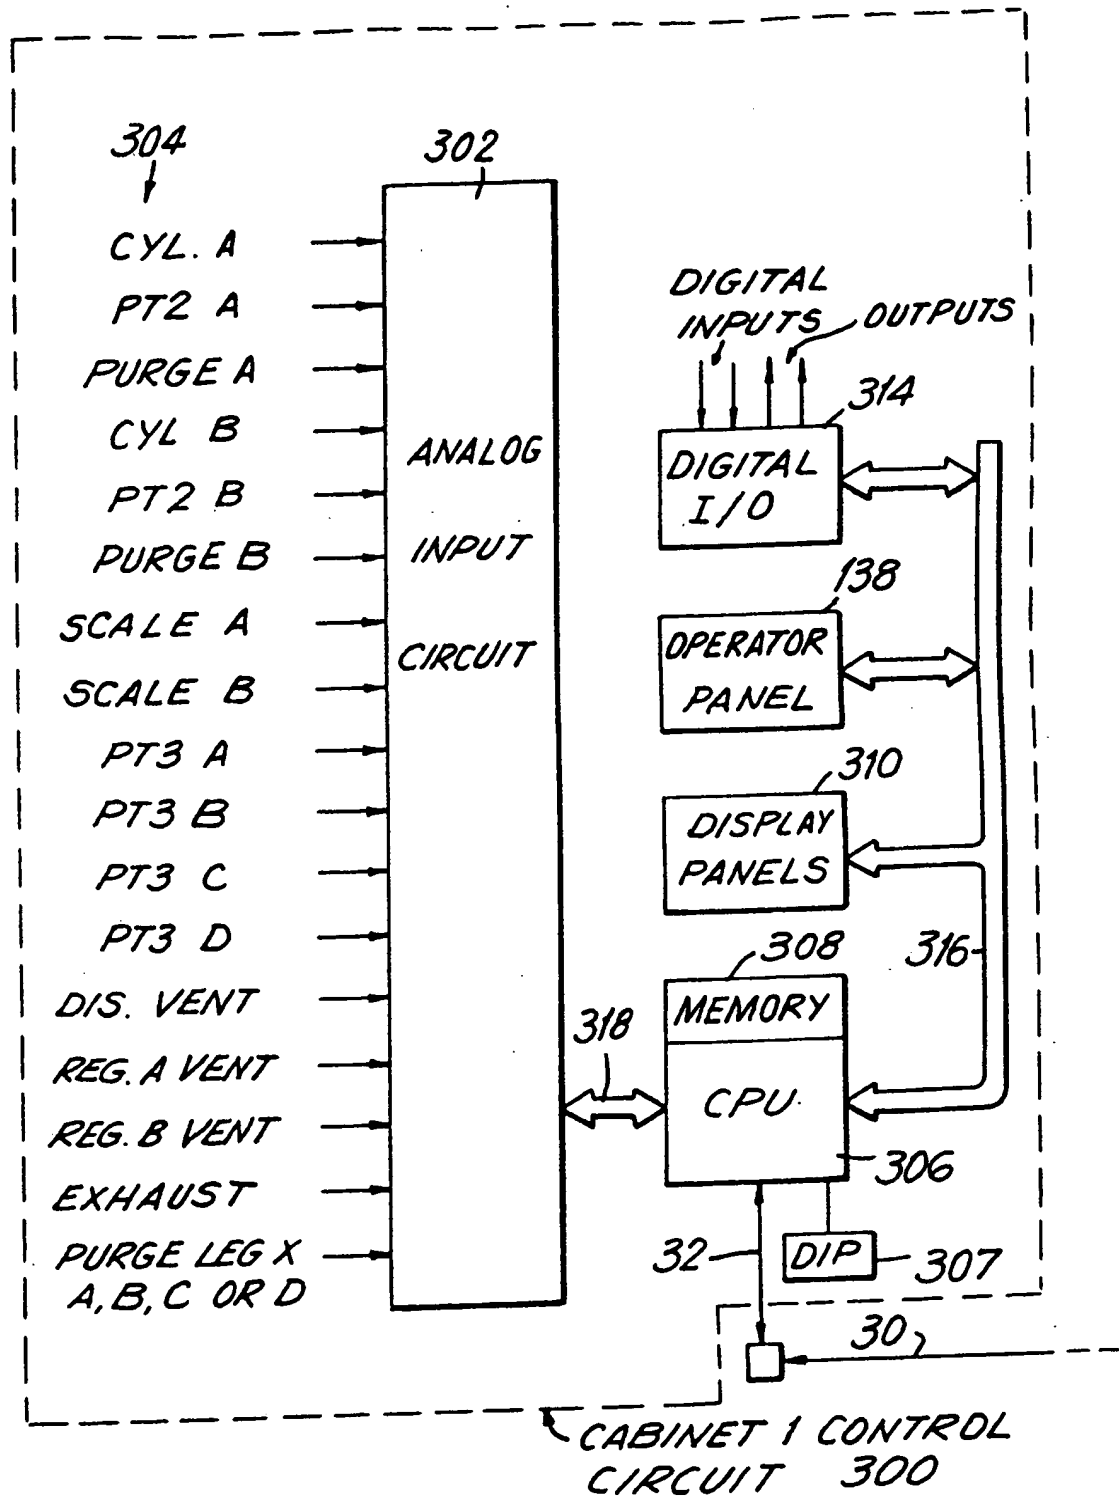 304
302
CYL. A
PT2 A
PURGE A
CYL B
PT2 B
PURGE B
SCALE A
SCALE B
PT3 A
PT3 B
PT3 C
PT3 D
DIS. VENT
REG. A VENT
REG. B VENT
EXHAUST
PURGE LEG X
A, B, C OR D
ANALOG
INPUT
CIRCUIT
DIGITAL
INPUTS
OUTPUTS
314
DIGITAL
I/O
138
OPERATOR
PANEL
310
DISPLAY
PANELS
316
308
MEMORY
318
CPU
306
32
DIP
307
30
CABINET 1 CONTROL
CIRCUIT 300